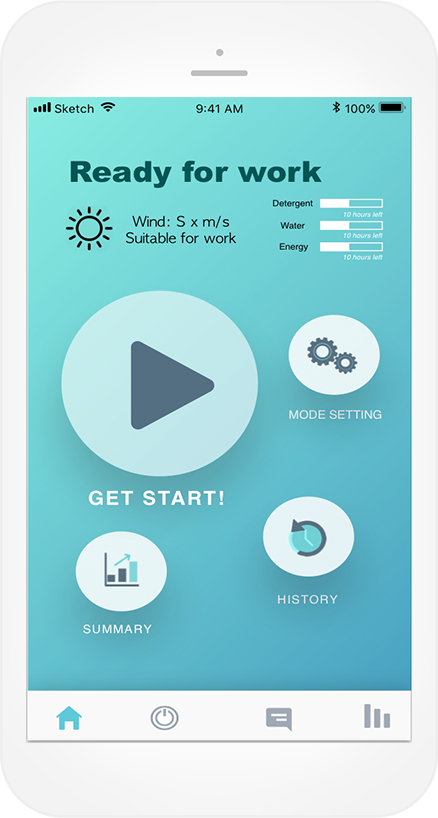 Sketch 9:41 AM 100%
Ready for work
Wind: S x m/s
Suitable for work
Detergent
10 hours left
Water
10 hours left
Energy
10 hours left
MODE SETTING
GET START!
HISTORY
SUMMARY